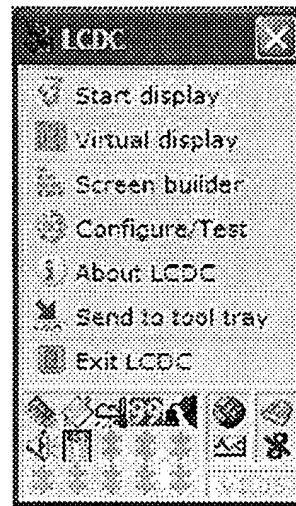 LCDC
Start display
Virtual display
Screen builder
Configure/Test
About LCDC
Send to tool tray
Exit LCDC